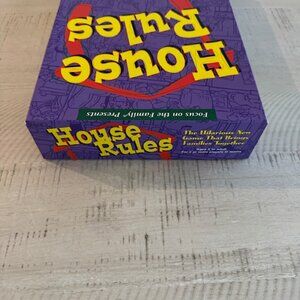 House
Rules
Focus on the Family® Presents
House
Rules
The Hilarious New
Game That Brings
Families Together